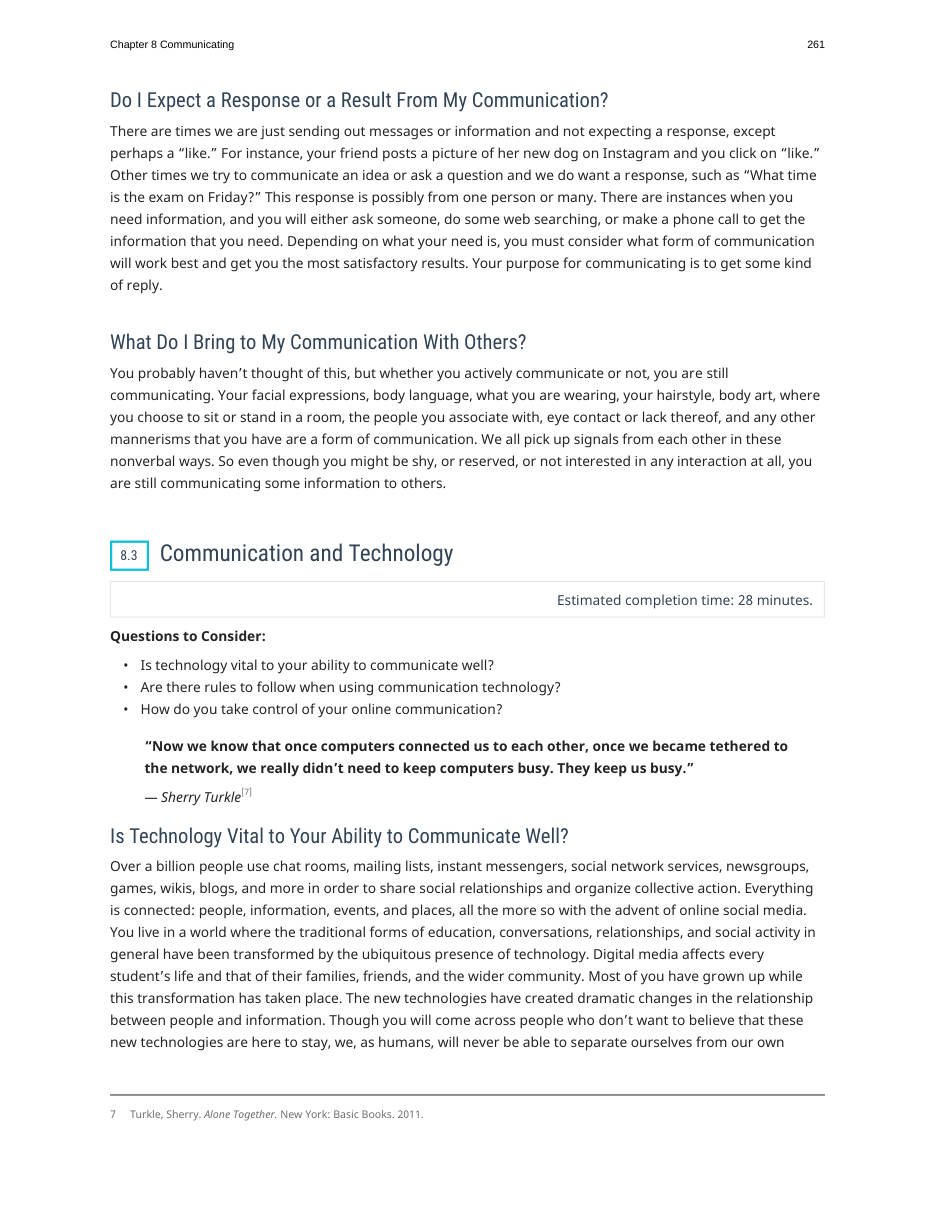 Chapter 8 Communicating 261
Do I Expect a Response or a Result From My Communication?
There are times we are just sending out messages or information and not expecting a response, except
perhaps a “like.” For instance, your friend posts a picture of her new dog on Instagram and you click on “like.”
Other times we try to communicate an idea or ask a question and we do want a response, such as “What time
is the exam on Friday?” This response is possibly from one person or many. There are instances when you
need information, and you will either ask someone, do some web searching, or make a phone call to get the
information that you need. Depending on what your need is, you must consider what form of communication
will work best and get you the most satisfactory results. Your purpose for communicating is to get some kind
of reply.
What Do I Bring to My Communication With Others?
You probably haven’t thought of this, but whether you actively communicate or not, you are still
communicating. Your facial expressions, body language, what you are wearing, your hairstyle, body art, where
you choose to sit or stand in a room, the people you associate with, eye contact or lack thereof, and any other
mannerisms that you have are a form of communication. We all pick up signals from each other in these
nonverbal ways. So even though you might be shy, or reserved, or not interested in any interaction at all, you
are still communicating some information to others.
8.3 Communication and Technology
Estimated completion time: 28 minutes.
Questions to Consider:
• Is technology vital to your ability to communicate well?
• Are there rules to follow when using communication technology?
• How do you take control of your online communication?
“Now we know that once computers connected us to each other, once we became tethered to
the network, we really didn’t need to keep computers busy. They keep us busy.”
— Sherry Turkle[7]
Is Technology Vital to Your Ability to Communicate Well?
Over a billion people use chat rooms, mailing lists, instant messengers, social network services, newsgroups,
games, wikis, blogs, and more in order to share social relationships and organize collective action. Everything
is connected: people, information, events, and places, all the more so with the advent of online social media.
You live in a world where the traditional forms of education, conversations, relationships, and social activity in
general have been transformed by the ubiquitous presence of technology. Digital media affects every
student’s life and that of their families, friends, and the wider community. Most of you have grown up while
this transformation has taken place. The new technologies have created dramatic changes in the relationship
between people and information. Though you will come across people who don’t want to believe that these
new technologies are here to stay, we, as humans, will never be able to separate ourselves from our own
7 Turkle, Sherry. Alone Together. New York: Basic Books. 2011.